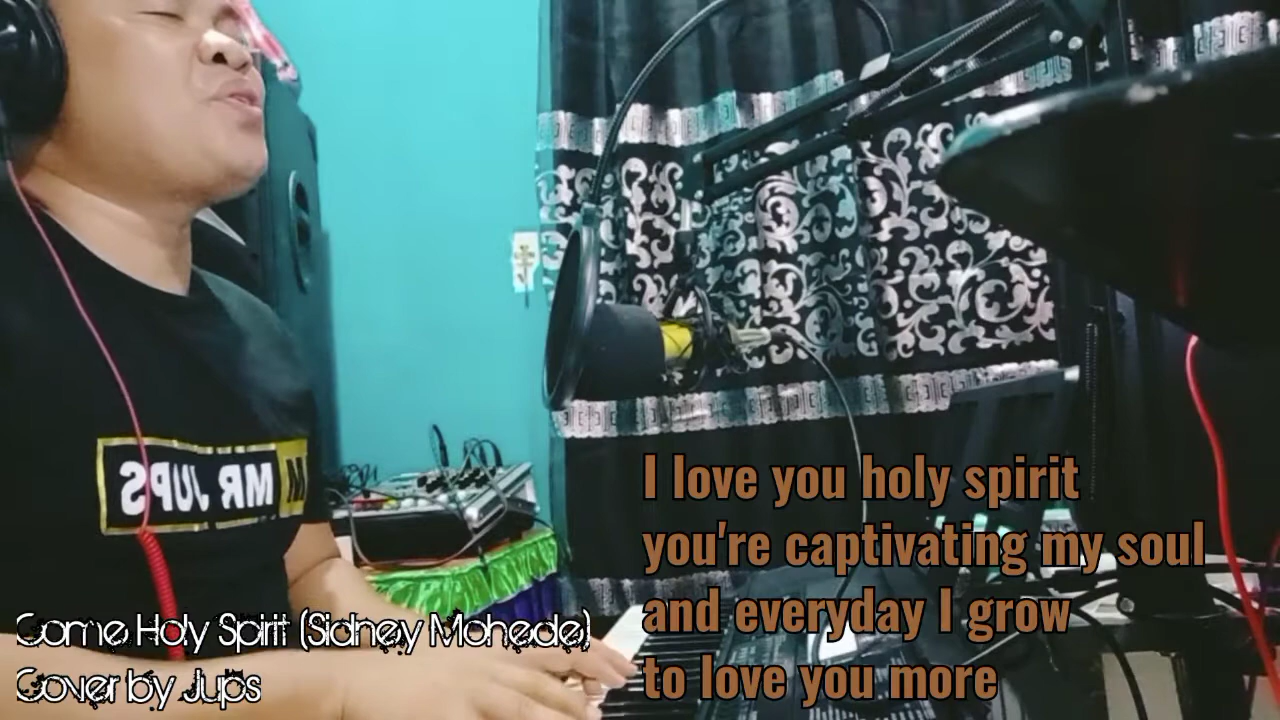 MR JUPS M
I love you holy spirit
you're captivating my soul
and everyday I grow
to love you more
Come Holy Spirit (Sidney Mohede)
Cover by Jups